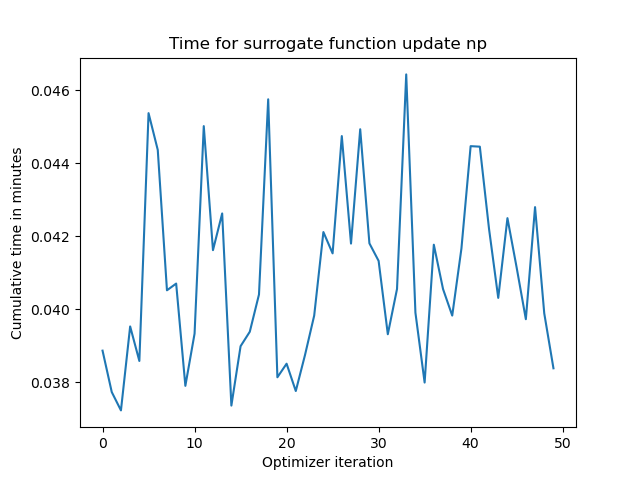 Time for surrogate function update np
Cumulative time in minutes
0.046
0.044
0.042
0.040
0.038
0 10 20 30 40 50
Optimizer iteration